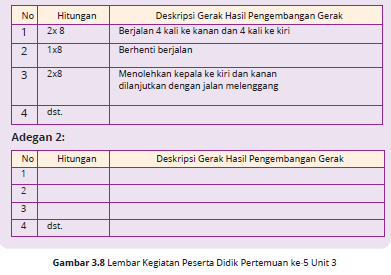 No Hitungan Deskripsi Gerak Hasil Pengembangan Gerak
1 2x 8 Berjalan 4 kali ke kanan dan 4 kali ke kiri
2 1x8 Berhenti berjalan
3 2x8 Menolehkan kepala ke kiri dan kanan
dilanjutkan dengan jalan melenggang
4 dst.
Adegan 2:
No Hitungan Deskripsi Gerak Hasil Pengembangan Gerak
1
2
3
4 dst.
Gambar 3.8 Lembar Kegiatan Peserta Didik Pertemuan ke-5 Unit 3